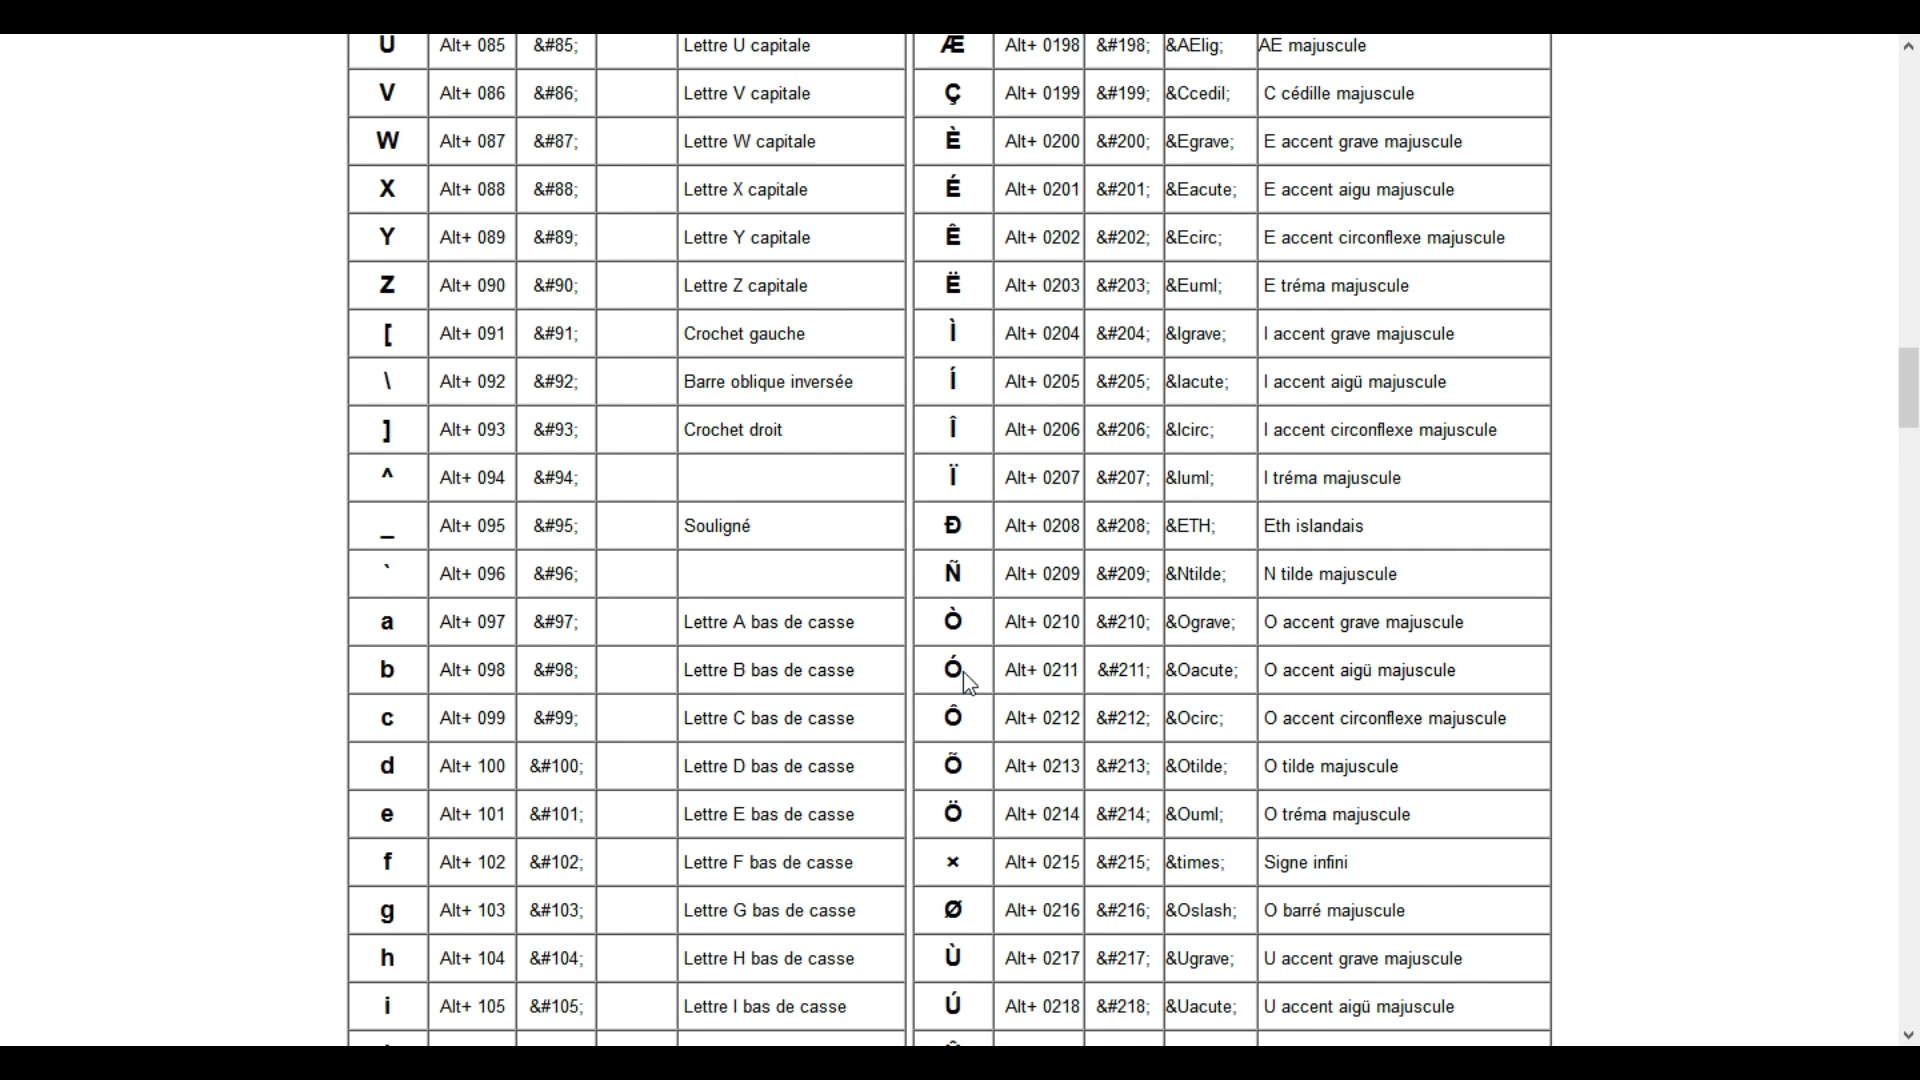 U Alt+ 085 &#85; Lettre U capitale Æ Alt+ 0198 &#198; &AElig; AE majuscule
V Alt+ 086 &#86; Lettre V capitale Ç Alt+ 0199 &#199; &Ccedil; C cédille majuscule
W Alt+ 087 &#87; Lettre W capitale È Alt+ 0200 &#200; &Egrave; E accent grave majuscule
X Alt+ 088 &#88; Lettre X capitale É Alt+ 0201 &#201; &Eacute; E accent aigu majuscule
Y Alt+ 089 &#89; Lettre Y capitale Ê Alt+ 0202 &#202; &Ecirc; E accent circonflexe majuscule
Z Alt+ 090 &#90; Lettre Z capitale Ë Alt+ 0203 &#203; &Euml; E tréma majuscule
[ Alt+ 091 &#91; Crochet gauche Ì Alt+ 0204 &#204; &Igrave; I accent grave majuscule
\ Alt+ 092 &#92; Barre oblique inversée Í Alt+ 0205 &#205; &Iacute; I accent aigü majuscule
] Alt+ 093 &#93; Crochet droit Î Alt+ 0206 &#206; &Icirc; I accent circonflexe majuscule
^ Alt+ 094 &#94; Ï Alt+ 0207 &#207; &Iuml; I tréma majuscule
_ Alt+ 095 &#95; Souligné Ð Alt+ 0208 &#208; &ETH; Eth islandais
` Alt+ 096 &#96; Ñ Alt+ 0209 &#209; &Ntilde; N tilde majuscule
a Alt+ 097 &#97; Lettre A bas de casse Ò Alt+ 0210 &#210; &Ograve; O accent grave majuscule
b Alt+ 098 &#98; Lettre B bas de casse Ó Alt+ 0211 &#211; &Oacute; O accent aigü majuscule
c Alt+ 099 &#99; Lettre C bas de casse Ô Alt+ 0212 &#212; &Ocirc; O accent circonflexe majuscule
d Alt+ 100 &#100; Lettre D bas de casse Õ Alt+ 0213 &#213; &Otilde; O tilde majuscule
e Alt+ 101 &#101; Lettre E bas de casse Ö Alt+ 0214 &#214; &Ouml; O tréma majuscule
f Alt+ 102 &#102; Lettre F bas de casse × Alt+ 0215 &#215; &times; Signe infini
g Alt+ 103 &#103; Lettre G bas de casse Ø Alt+ 0216 &#216; &Oslash; O barré majuscule
h Alt+ 104 &#104; Lettre H bas de casse Ù Alt+ 0217 &#217; &Ugrave; U accent grave majuscule
i Alt+ 105 &#105; Lettre I bas de casse Ú Alt+ 0218 &#218; &Uacute; U accent aigü majuscule